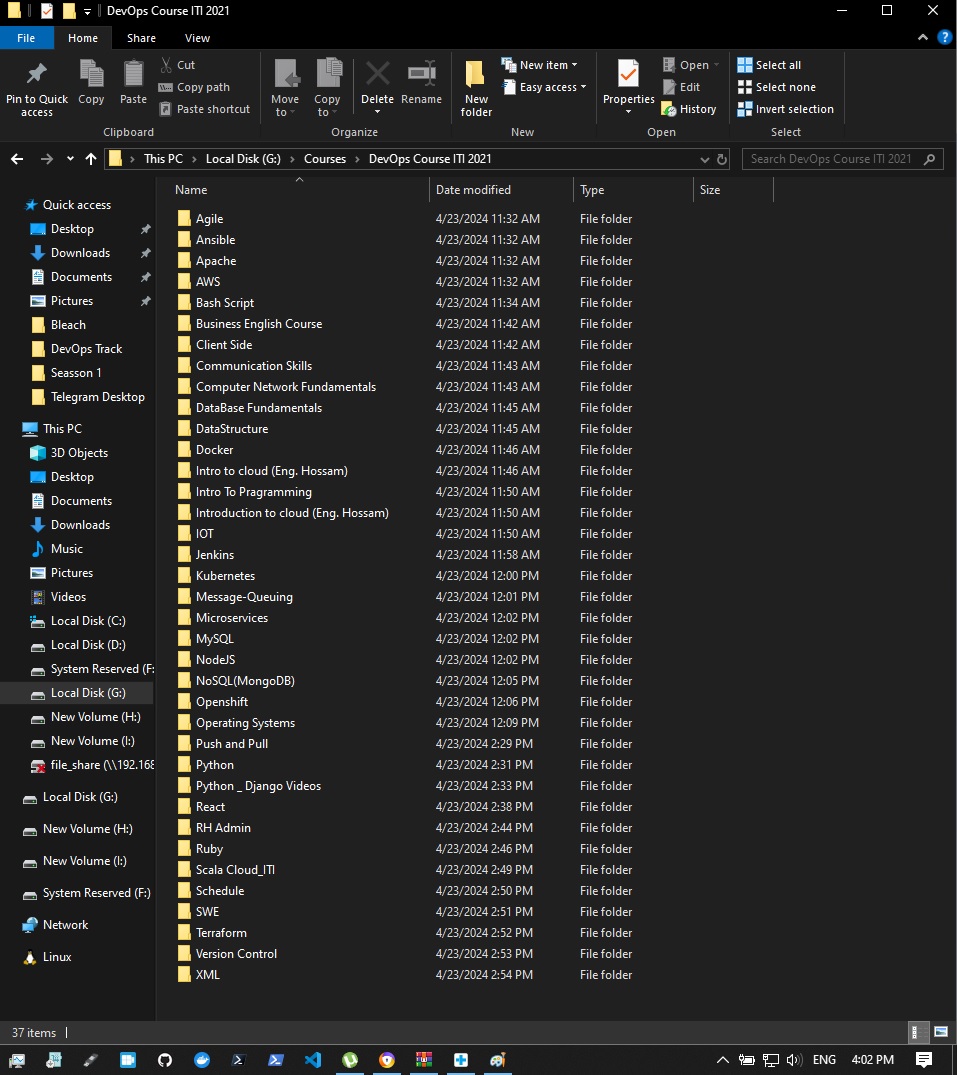 DevOps Course ITI 2021
File Home Share View
Pin to Quick access
Copy
Paste
Cut
Copy path
Paste shortcut
Clipboard
Move to
Copy to
Delete
Rename
Organize
New folder
New item
Easy access
New
Properties
Open
Edit
History
Open
Select all
Select none
Invert selection
Select
This PC Local Disk (G:) Courses DevOps Course ITI 2021
Search DevOps Course ITI 2021
Quick access
Desktop
Downloads
Documents
Pictures
Bleach
DevOps Track
Seasson 1
Telegram Desktop
This PC
3D Objects
Desktop
Documents
Downloads
Music
Pictures
Videos
Local Disk (C:)
Local Disk (D:)
System Reserved (F:
Local Disk (G:)
New Volume (H:)
New Volume (I:)
file_share (\\192.168
Local Disk (G:)
New Volume (H:)
New Volume (I:)
System Reserved (F:)
Network
Linux
Name Date modified Type Size
Agile 4/23/2024 11:32 AM File folder
Ansible 4/23/2024 11:32 AM File folder
Apache 4/23/2024 11:32 AM File folder
AWS 4/23/2024 11:32 AM File folder
Bash Script 4/23/2024 11:34 AM File folder
Business English Course 4/23/2024 11:42 AM File folder
Client Side 4/23/2024 11:42 AM File folder
Communication Skills 4/23/2024 11:43 AM File folder
Computer Network Fundamentals 4/23/2024 11:43 AM File folder
DataBase Fundamentals 4/23/2024 11:45 AM File folder
DataStructure 4/23/2024 11:45 AM File folder
Docker 4/23/2024 11:46 AM File folder
Intro to cloud (Eng. Hossam) 4/23/2024 11:46 AM File folder
Intro To Pragramming 4/23/2024 11:50 AM File folder
Introduction to cloud (Eng. Hossam) 4/23/2024 11:50 AM File folder
IOT 4/23/2024 11:50 AM File folder
Jenkins 4/23/2024 11:58 AM File folder
Kubernetes 4/23/2024 12:00 PM File folder
Message-Queuing 4/23/2024 12:01 PM File folder
Microservices 4/23/2024 12:02 PM File folder
MySQL 4/23/2024 12:02 PM File folder
NodeJS 4/23/2024 12:02 PM File folder
NoSQL(MongoDB) 4/23/2024 12:05 PM File folder
Openshift 4/23/2024 12:06 PM File folder
Operating Systems 4/23/2024 12:09 PM File folder
Push and Pull 4/23/2024 2:29 PM File folder
Python 4/23/2024 2:31 PM File folder
Python _ Django Videos 4/23/2024 2:33 PM File folder
React 4/23/2024 2:38 PM File folder
RH Admin 4/23/2024 2:44 PM File folder
Ruby 4/23/2024 2:46 PM File folder
Scala Cloud_ITI 4/23/2024 2:49 PM File folder
Schedule 4/23/2024 2:50 PM File folder
SWE 4/23/2024 2:51 PM File folder
Terraform 4/23/2024 2:52 PM File folder
Version Control 4/23/2024 2:53 PM File folder
XML 4/23/2024 2:54 PM File folder
37 items
ENG 4:02 PM